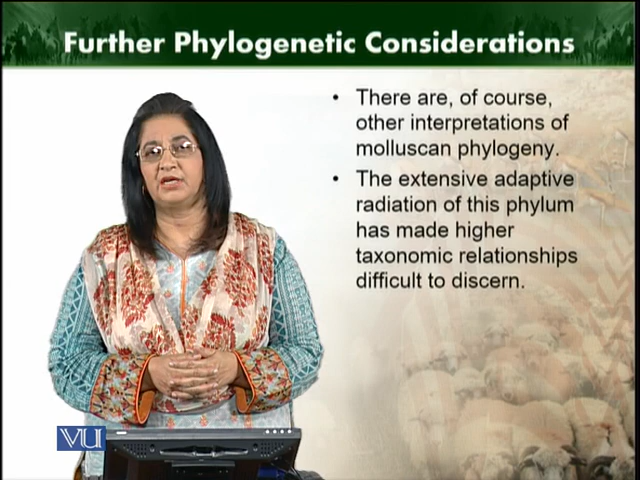 Further Phylogenetic Considerations
• There are, of course,
other interpretations of
molluscan phylogeny.
• The extensive adaptive
radiation of this phylum
has made higher
taxonomic relationships
difficult to discern.
VU